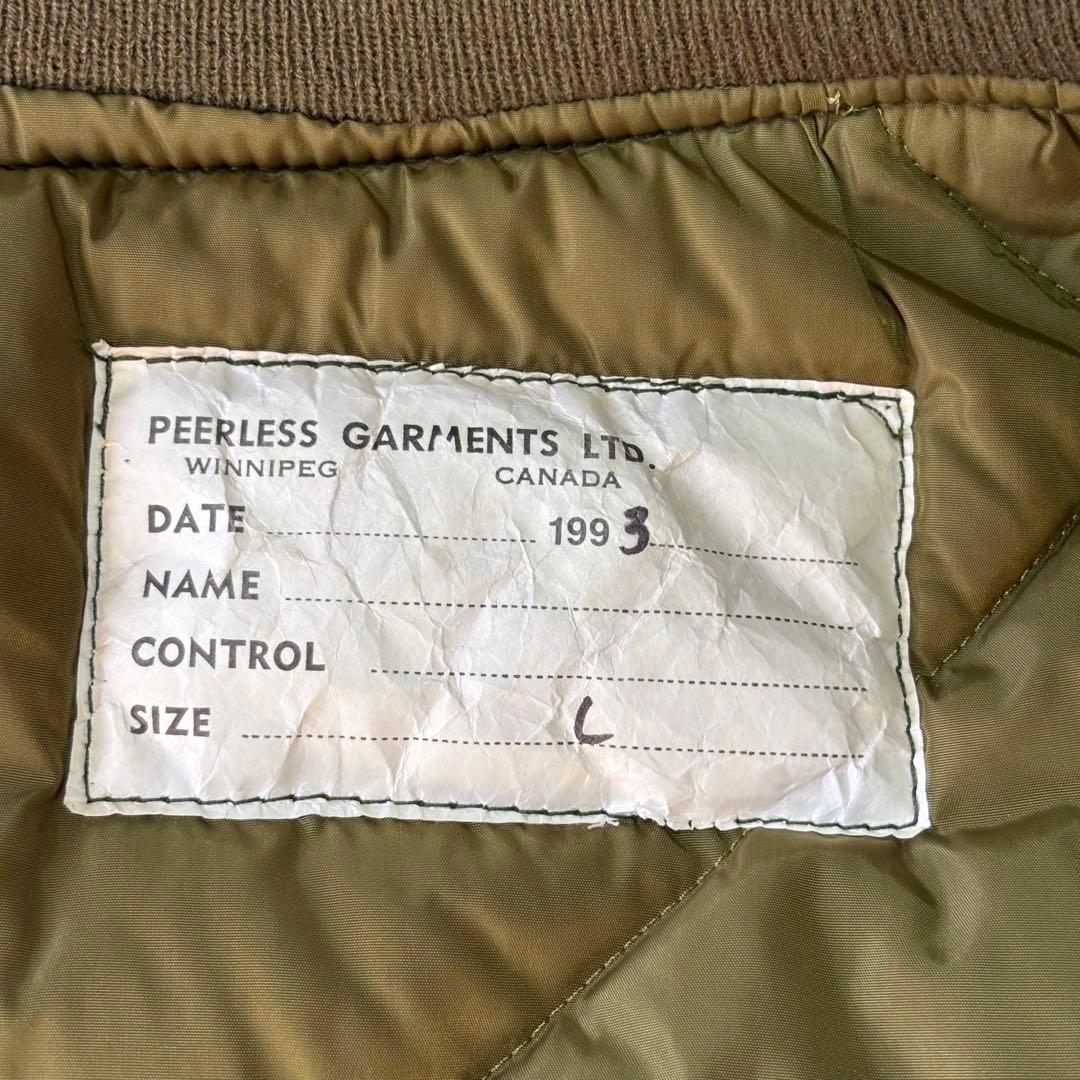 PEERLESS GARMENTS LTD.
WINNIPEG CANADA
DATE 1993
NAME
CONTROL
SIZE L